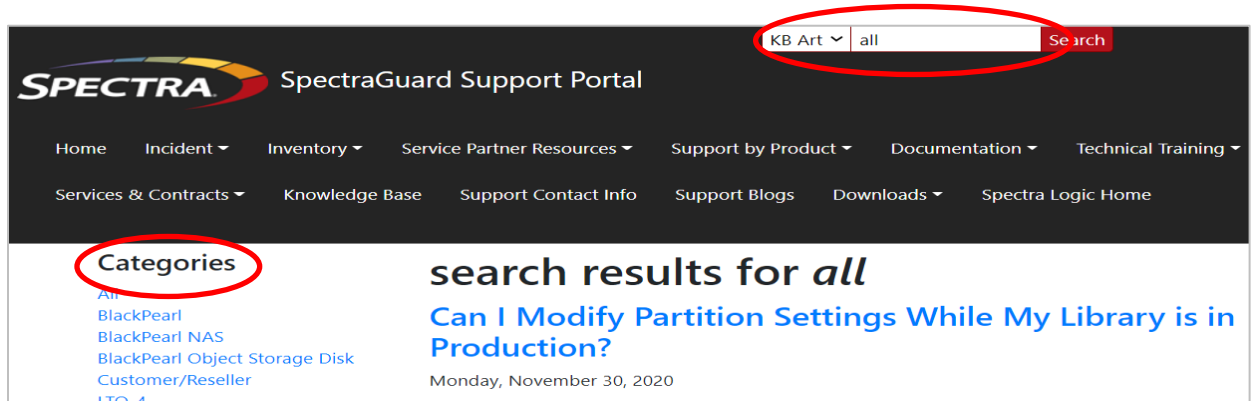 KB Art all Search
SPECTRA SpectraGuard Support Portal
Home Incident Inventory Service Partner Resources Support by Product Documentation Technical Training
Services & Contracts Knowledge Base Support Contact Info Support Blogs Downloads Spectra Logic Home
Categories
All
BlackPearl
BlackPearl NAS
BlackPearl Object Storage Disk
Customer/Reseller
LTO-4
search results for all
Can I Modify Partition Settings While My Library is in
Production?
Monday, November 30, 2020